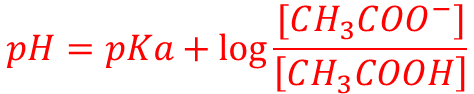 pH = pKa + log [CH₃COO⁻] / [CH₃COOH]